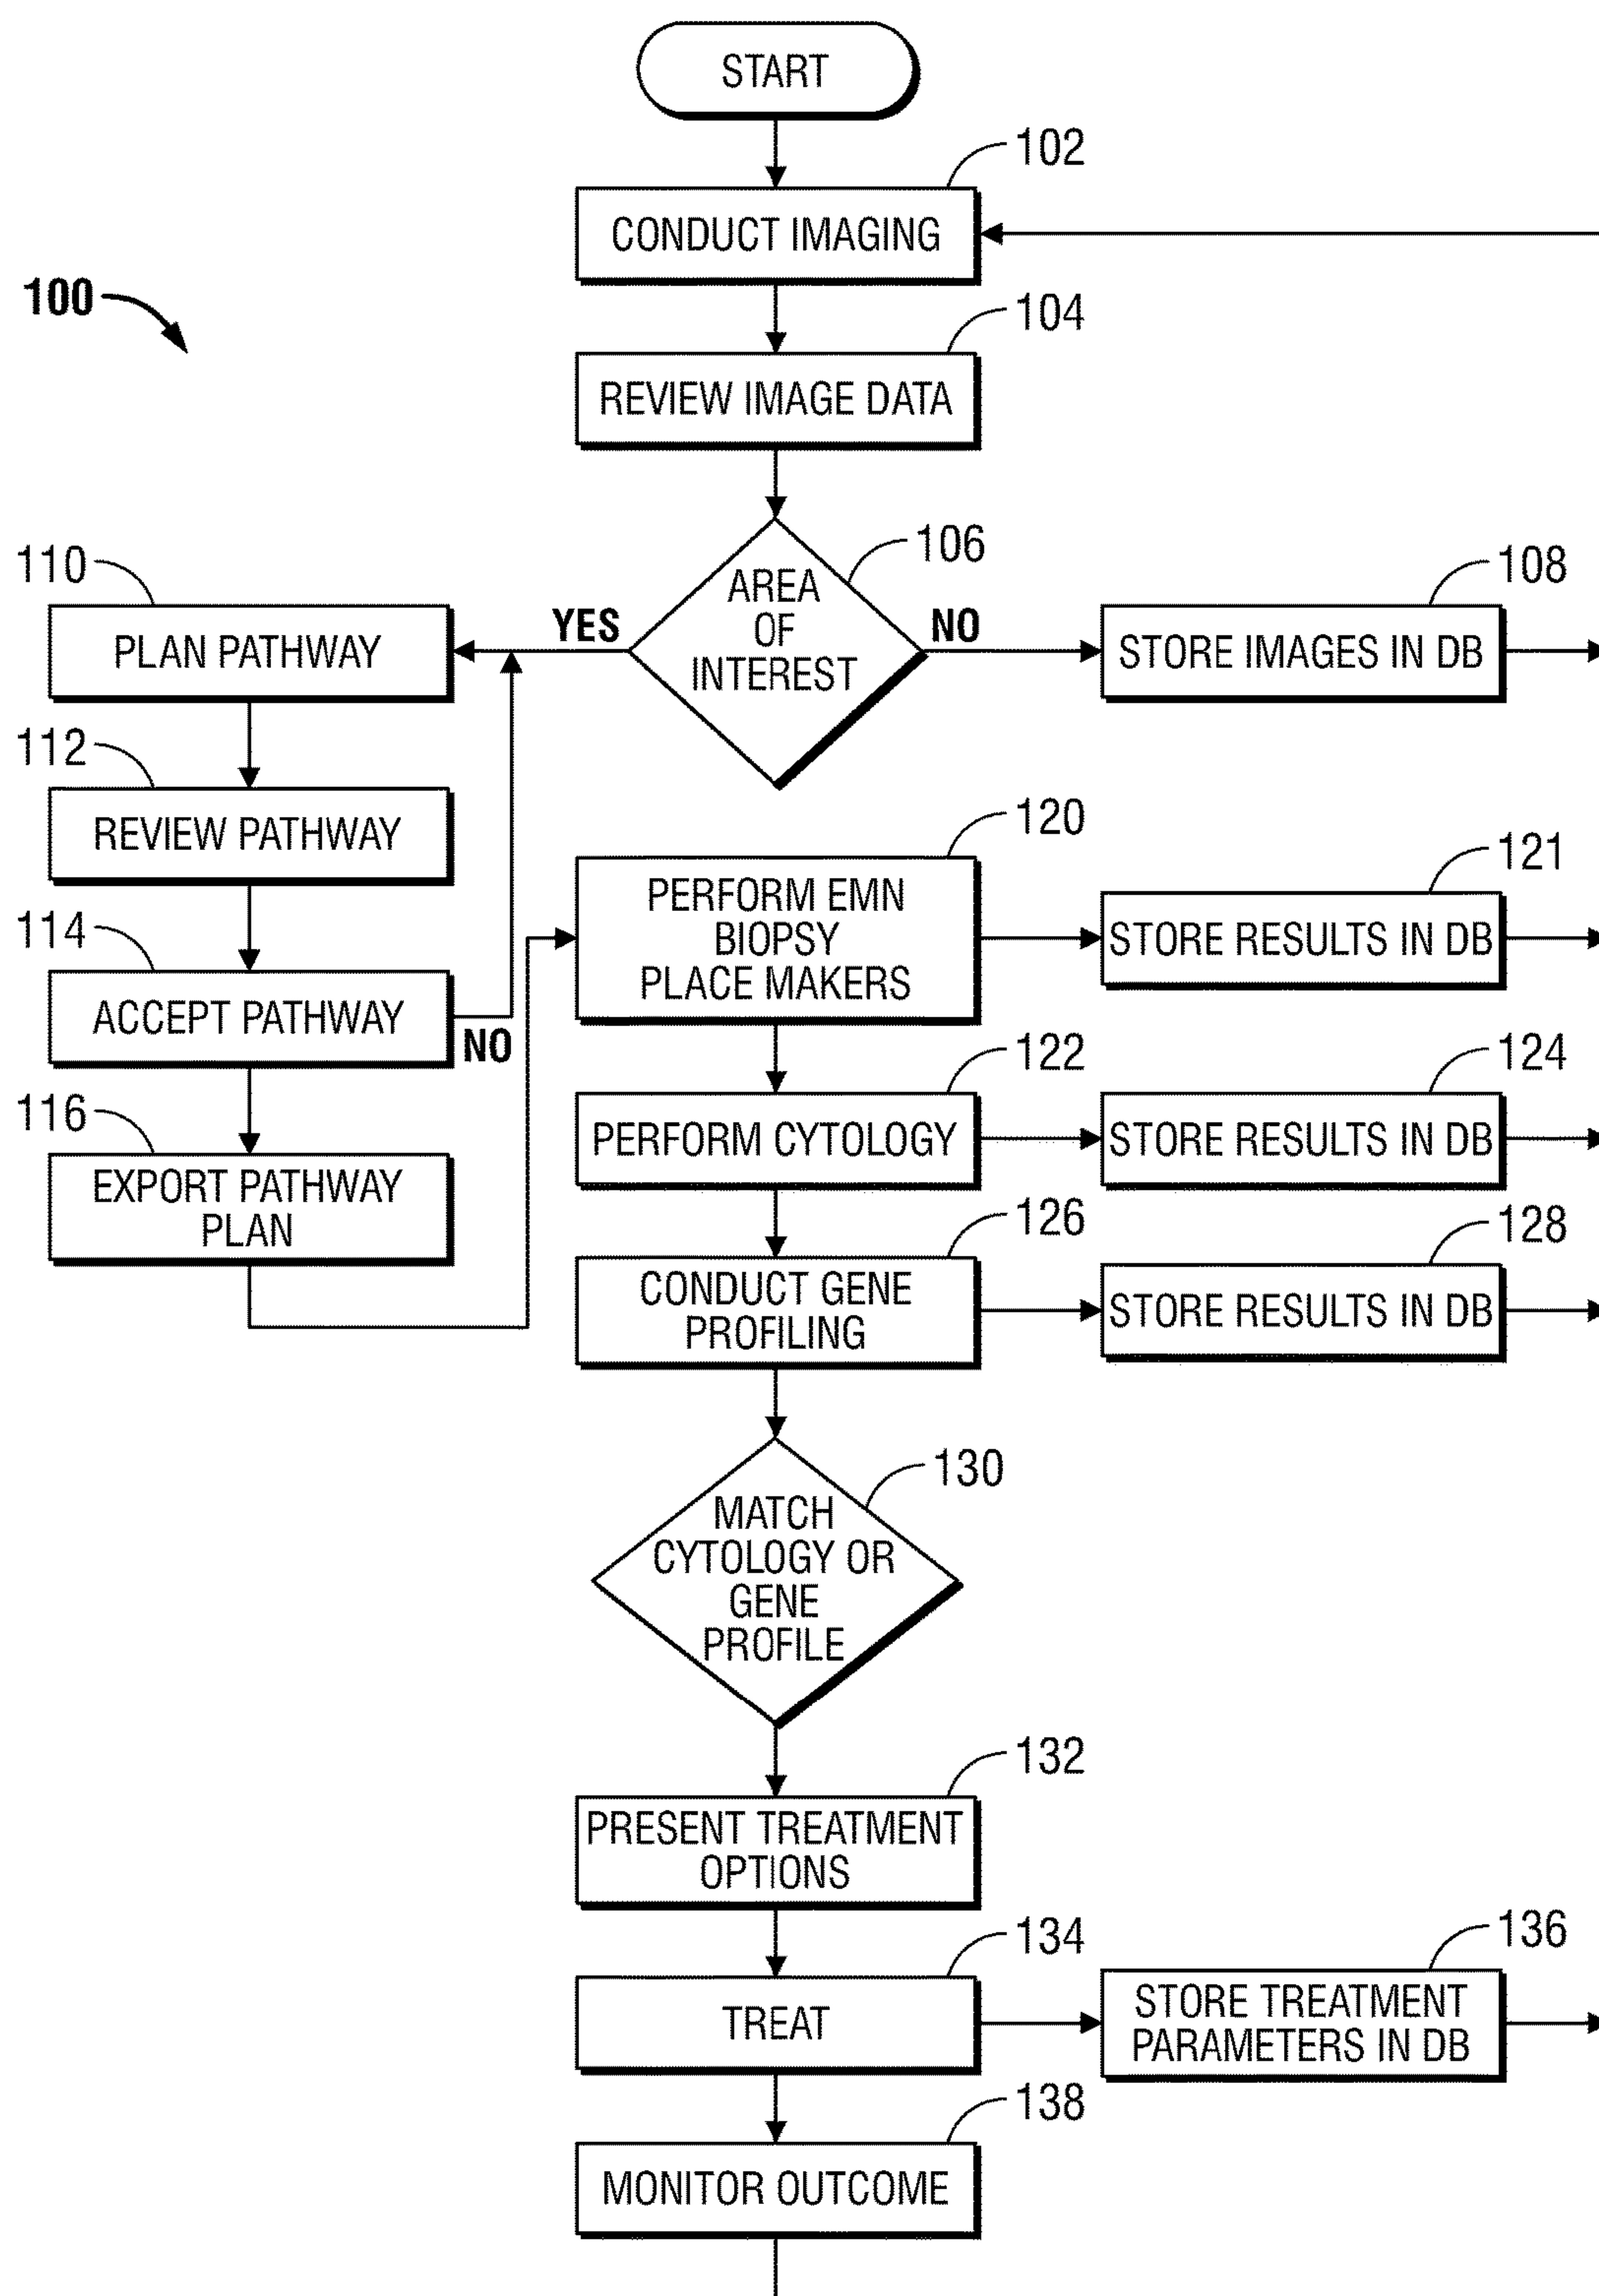 START
102
CONDUCT IMAGING
100
104
REVIEW IMAGE DATA
106
AREA
OF
INTEREST
YES
NO
108
STORE IMAGES IN DB
110
PLAN PATHWAY
112
REVIEW PATHWAY
114
ACCEPT PATHWAY
NO
116
EXPORT PATHWAY
PLAN
120
PERFORM EMN
BIOPSY
PLACE MAKERS
121
STORE RESULTS IN DB
122
PERFORM CYTOLOGY
124
STORE RESULTS IN DB
126
CONDUCT GENE
PROFILING
128
STORE RESULTS IN DB
130
MATCH
CYTOLOGY OR
GENE
PROFILE
132
PRESENT TREATMENT
OPTIONS
134
TREAT
136
STORE TREATMENT
PARAMETERS IN DB
138
MONITOR OUTCOME